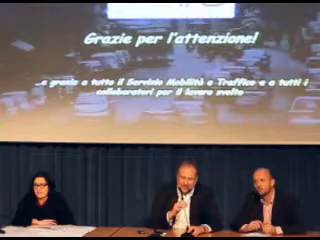 Grazie per l'attenzione!
...e grazie a tutto il Servizio Mobilità e Traffico e a tutti i
collaboratori per il lavoro svolto